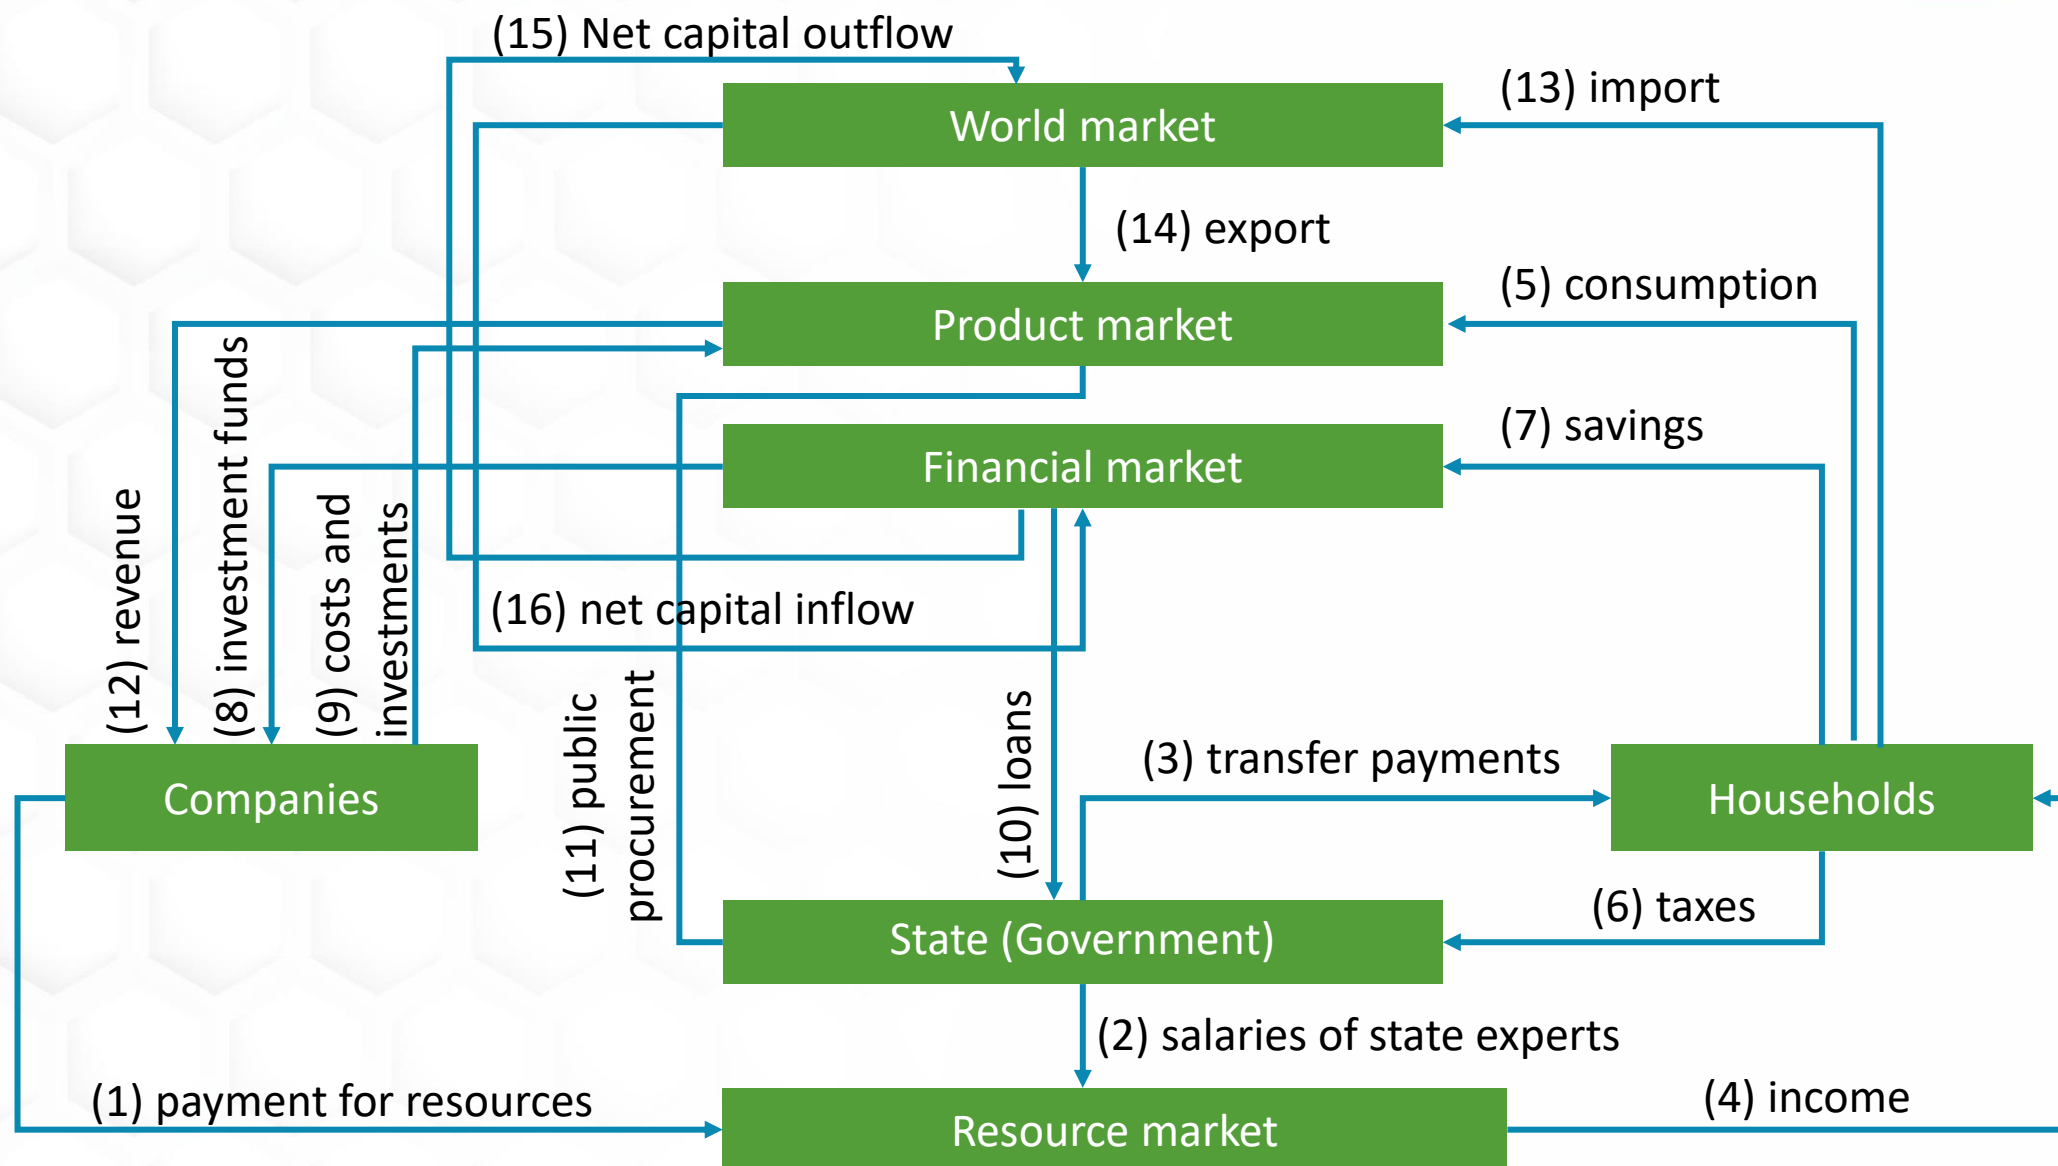 (15) Net capital outflow
(13) import
World market
(14) export
(5) consumption
Product market
(7) savings
Financial market
(12) revenue
(8) investment funds
(9) costs and
investments
(16) net capital inflow
(11) public
procurement
(10) loans
(3) transfer payments
Companies
Households
(6) taxes
State (Government)
(2) salaries of state experts
(1) payment for resources
(4) income
Resource market